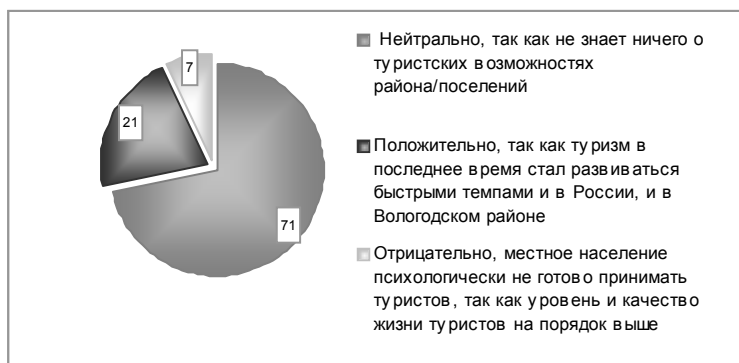 7
21
71
Нейтрально, так как не знает ничего о
туристских возможностях
района/поселений
Положительно, так как туризм в
последнее время стал развиваться
быстрыми темпами и в России, и в
Вологодском районе
Отрицательно, местное население
психологически не готово принимать
туристов, так как уровень и качество
жизни туристов на порядок выше